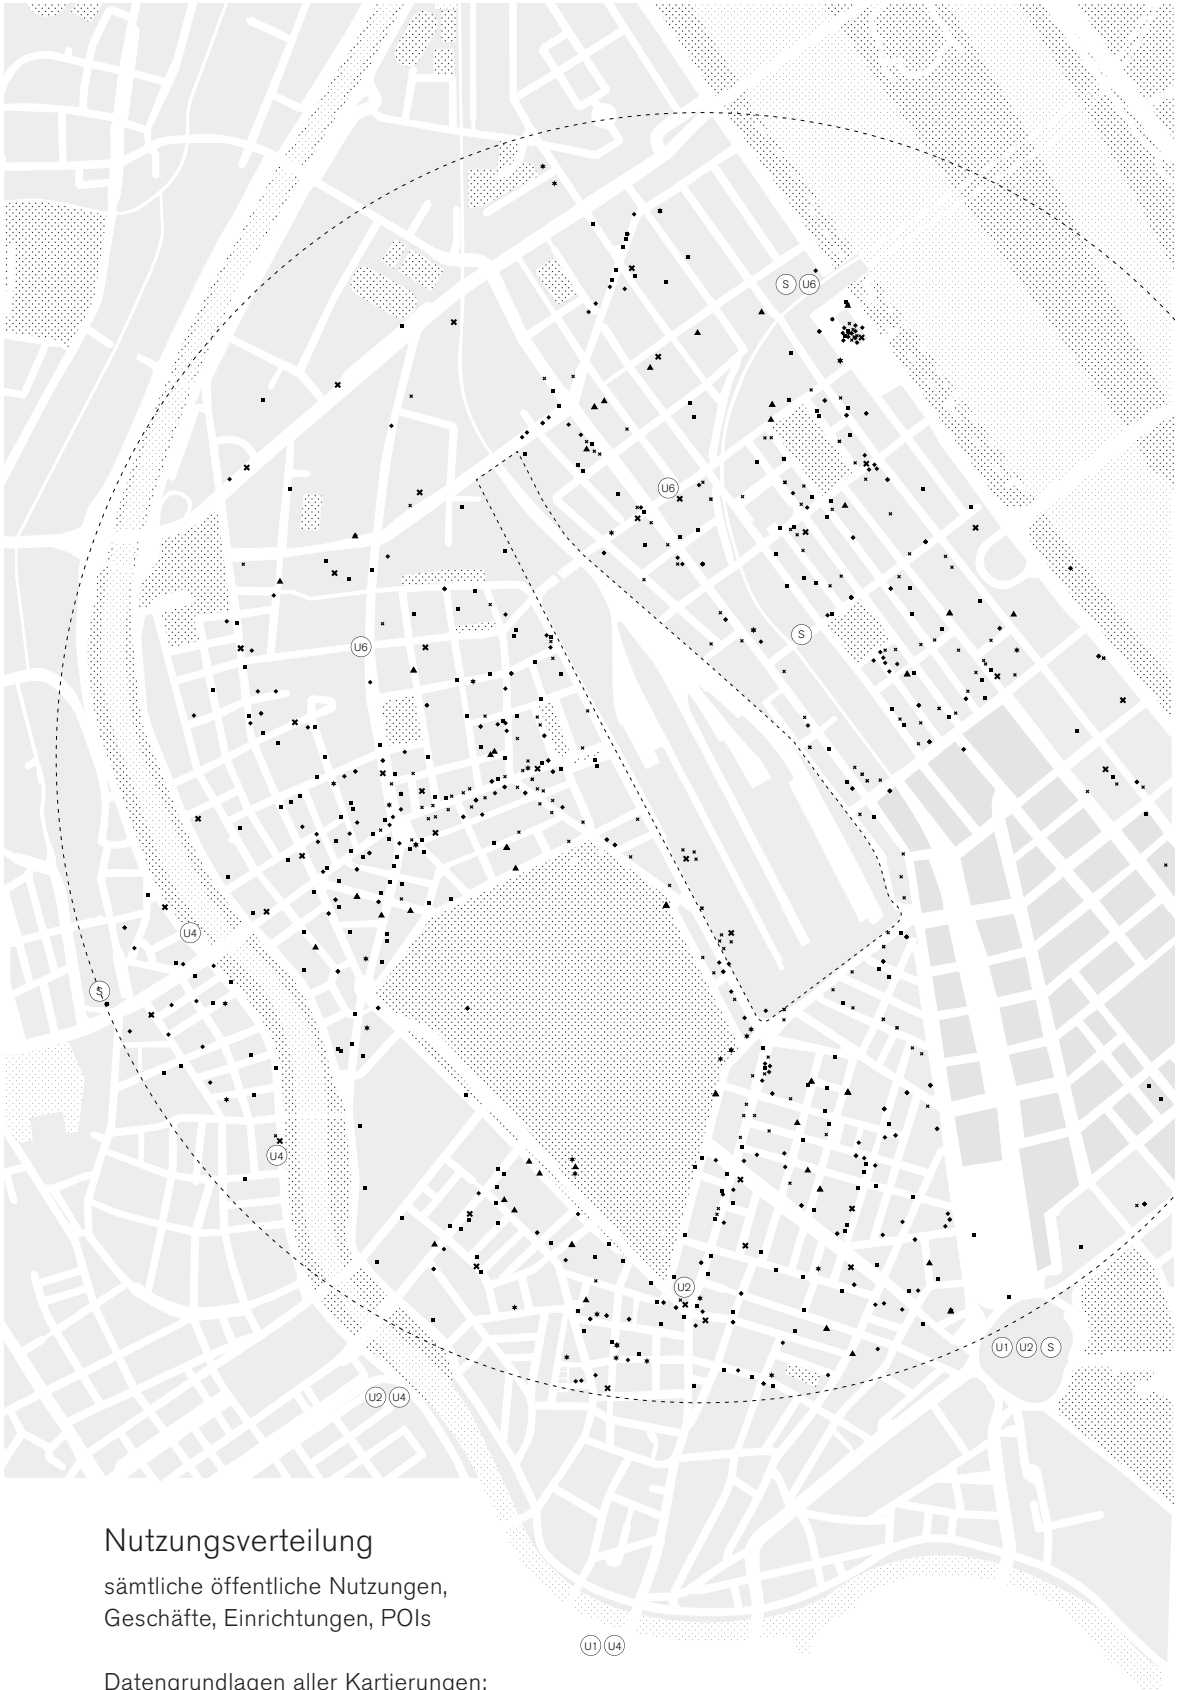 S U6
U6
S
U6
U4
S
U4
U2
U1 U2 S
U2 U4
Nutzungsverteilung
sämtliche öffentliche Nutzungen,
Geschäfte, Einrichtungen, POIs
U1 U4
Datengrundlagen aller Kartierungen: